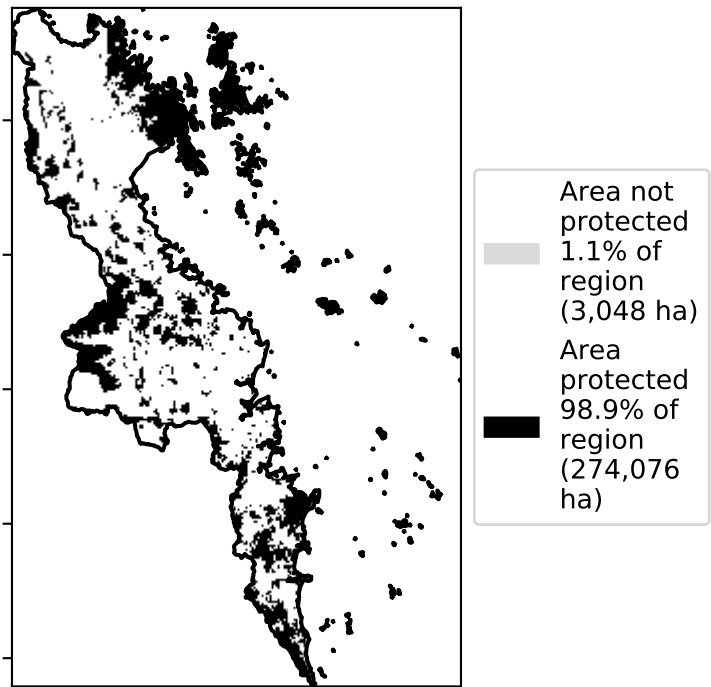 Area not
protected
1.1% of
region
(3,048 ha)
Area
protected
98.9% of
region
(274,076
ha)